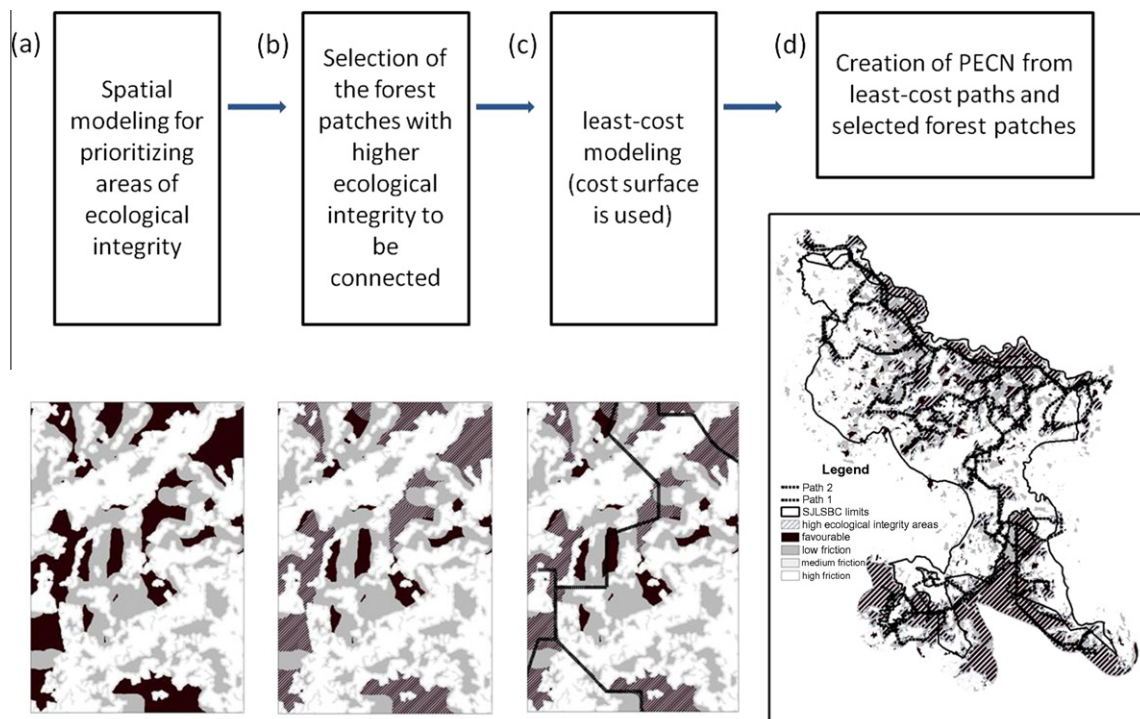 (a)
Spatial
modeling for
prioritizing
areas of
ecological
integrity
(b)
Selection of
the forest
patches with
higher
ecological
integrity to
be
connected
(c)
least-cost
modeling
(cost surface
is used)
(d)
Creation of PECN from
least-cost paths and
selected forest patches
Legend
Path 2
Path 1
SJLSBC limits
high ecological integrity areas
favourable
low friction
medium friction
high friction